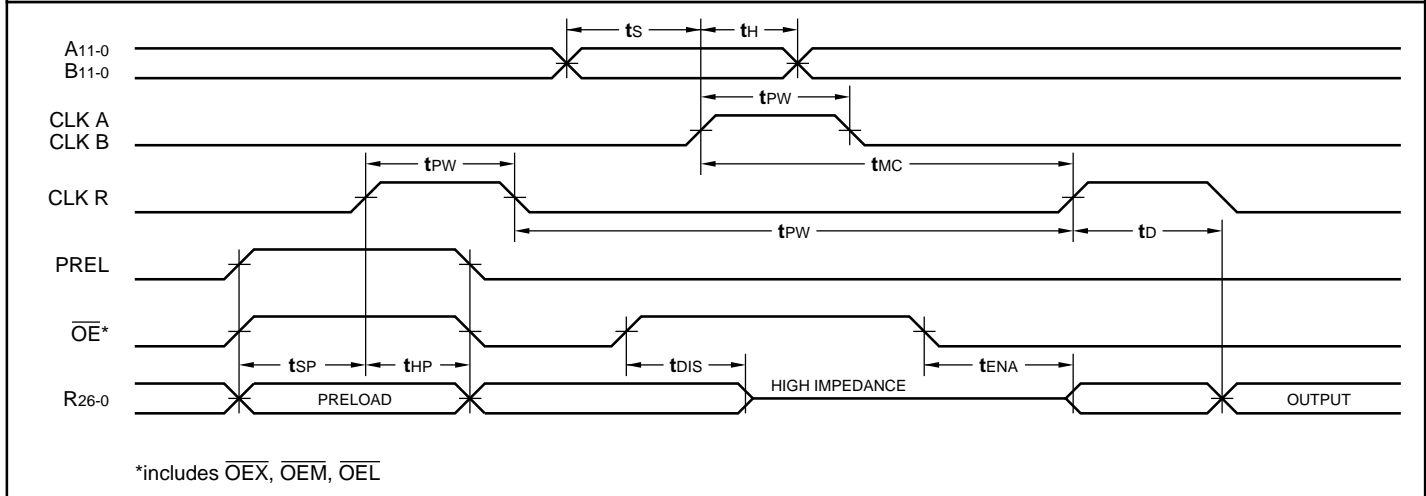 tS tH
A11-0
B11-0
tPW
CLK A
CLK B
tPW tMC
CLK R
tPW tD
PREL
OE*
tSP tHP tDIS tENA
HIGH IMPEDANCE
R26-0 PRELOAD OUTPUT
*includes OEX, OEM, OEL